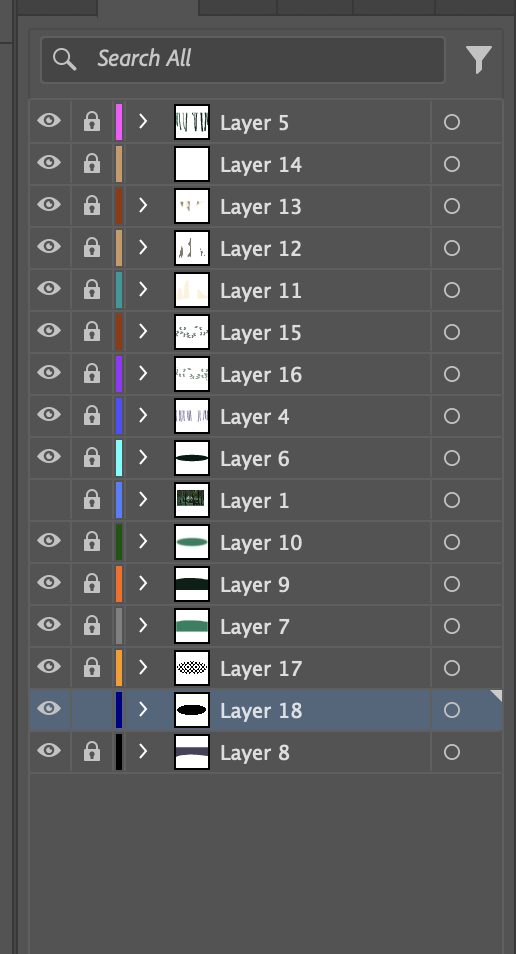 Search All
Layer 5
Layer 14
Layer 13
Layer 12
Layer 11
Layer 15
Layer 16
Layer 4
Layer 6
Layer 1
Layer 10
Layer 9
Layer 7
Layer 17
Layer 18
Layer 8